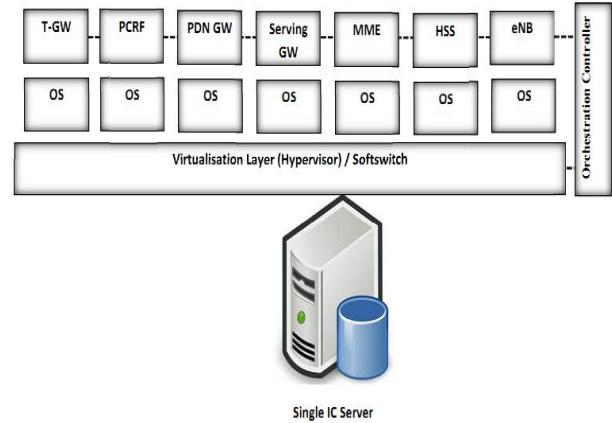 T-GW
PCRF
PDN GW
Serving
GW
MME
HSS
eNB
OS
OS
OS
OS
OS
OS
OS
Virtualisation Layer (Hypervisor) / Softswitch
Orchestration Controller
Single IC Server